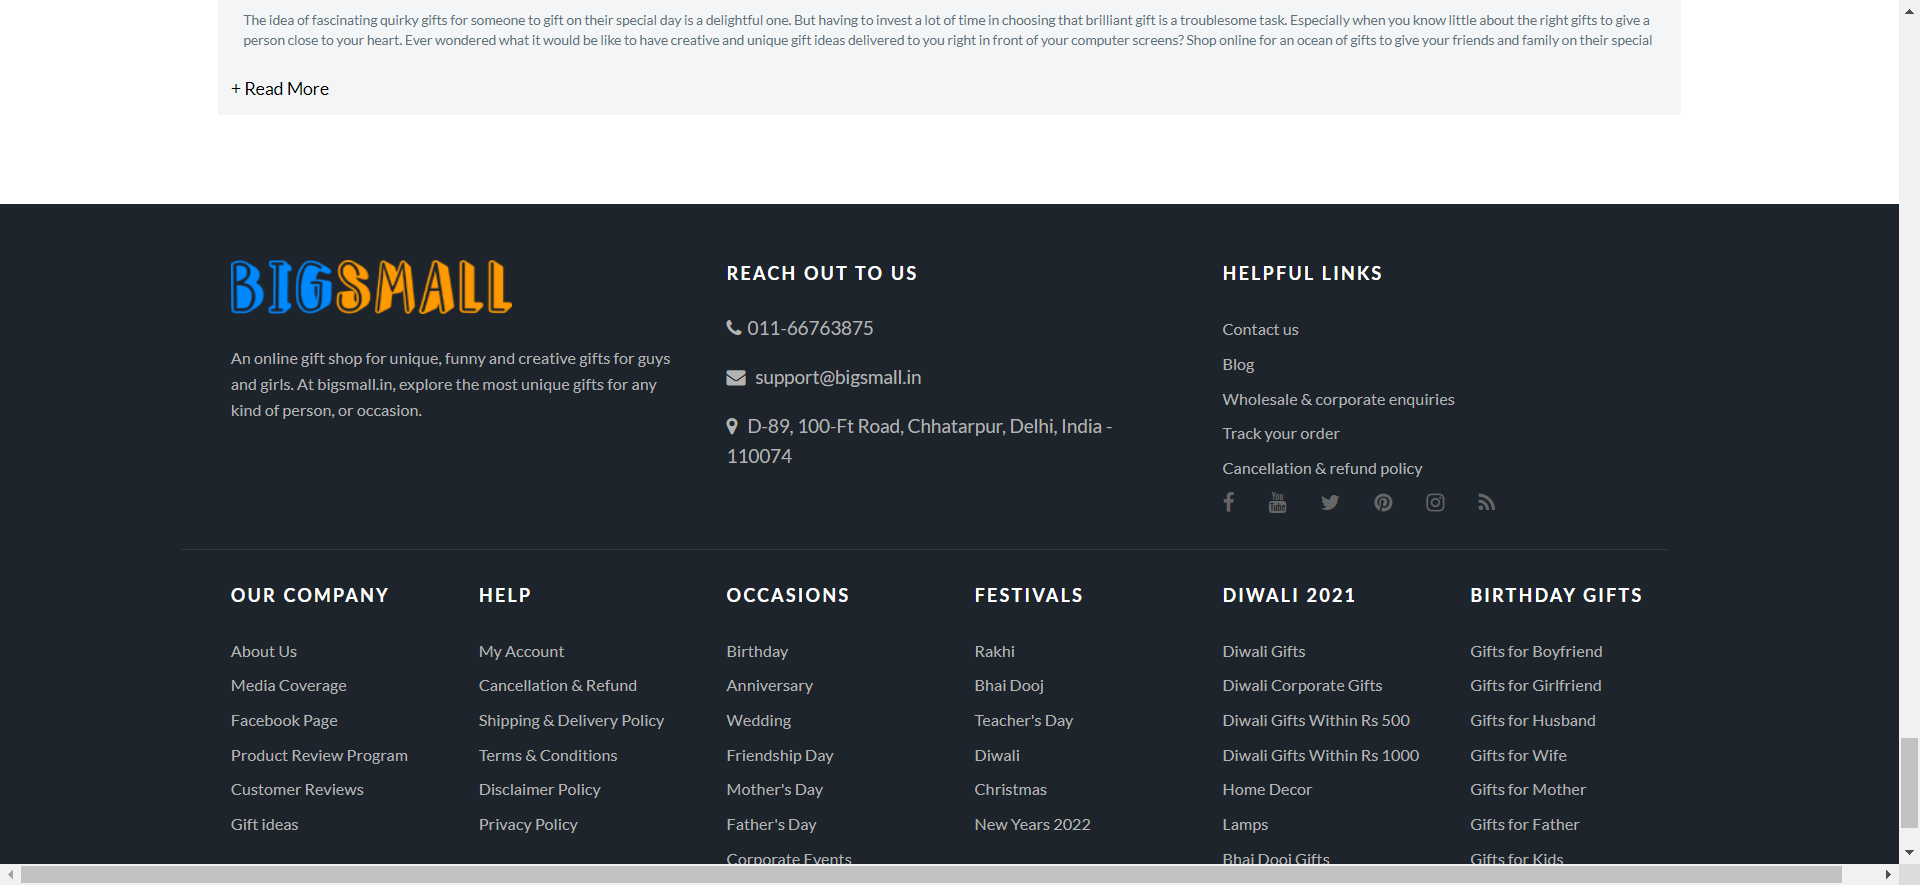 The idea of fascinating quirky gifts for someone to gift on their special day is a delightful one. But having to invest a lot of time in choosing that brilliant gift is a troublesome task. Especially when you know little about the right gifts to give a
person close to your heart. Ever wondered what it would be like to have creative and unique gift ideas delivered to you right in front of your computer screens? Shop online for an ocean of gifts to give your friends and family on their special
+ Read More
BIGSMALL
An online gift shop for unique, funny and creative gifts for guys
and girls. At bigsmall.in, explore the most unique gifts for any
kind of person, or occasion.
REACH OUT TO US
011-66763875
support@bigsmall.in
D-89, 100-Ft Road, Chhatarpur, Delhi, India -
110074
HELPFUL LINKS
Contact us
Blog
Wholesale & corporate enquiries
Track your order
Cancellation & refund policy
You
Tube
OUR COMPANY
About Us
Media Coverage
Facebook Page
Product Review Program
Customer Reviews
Gift ideas
HELP
My Account
Cancellation & Refund
Shipping & Delivery Policy
Terms & Conditions
Disclaimer Policy
Privacy Policy
OCCASIONS
Birthday
Anniversary
Wedding
Friendship Day
Mother's Day
Father's Day
Corporate Events
FESTIVALS
Rakhi
Bhai Dooj
Teacher's Day
Diwali
Christmas
New Years 2022
DIWALI 2021
Diwali Gifts
Diwali Corporate Gifts
Diwali Gifts Within Rs 500
Diwali Gifts Within Rs 1000
Home Decor
Lamps
Bhai Dooj Gifts
BIRTHDAY GIFTS
Gifts for Boyfriend
Gifts for Girlfriend
Gifts for Husband
Gifts for Wife
Gifts for Mother
Gifts for Father
Gifts for Kids